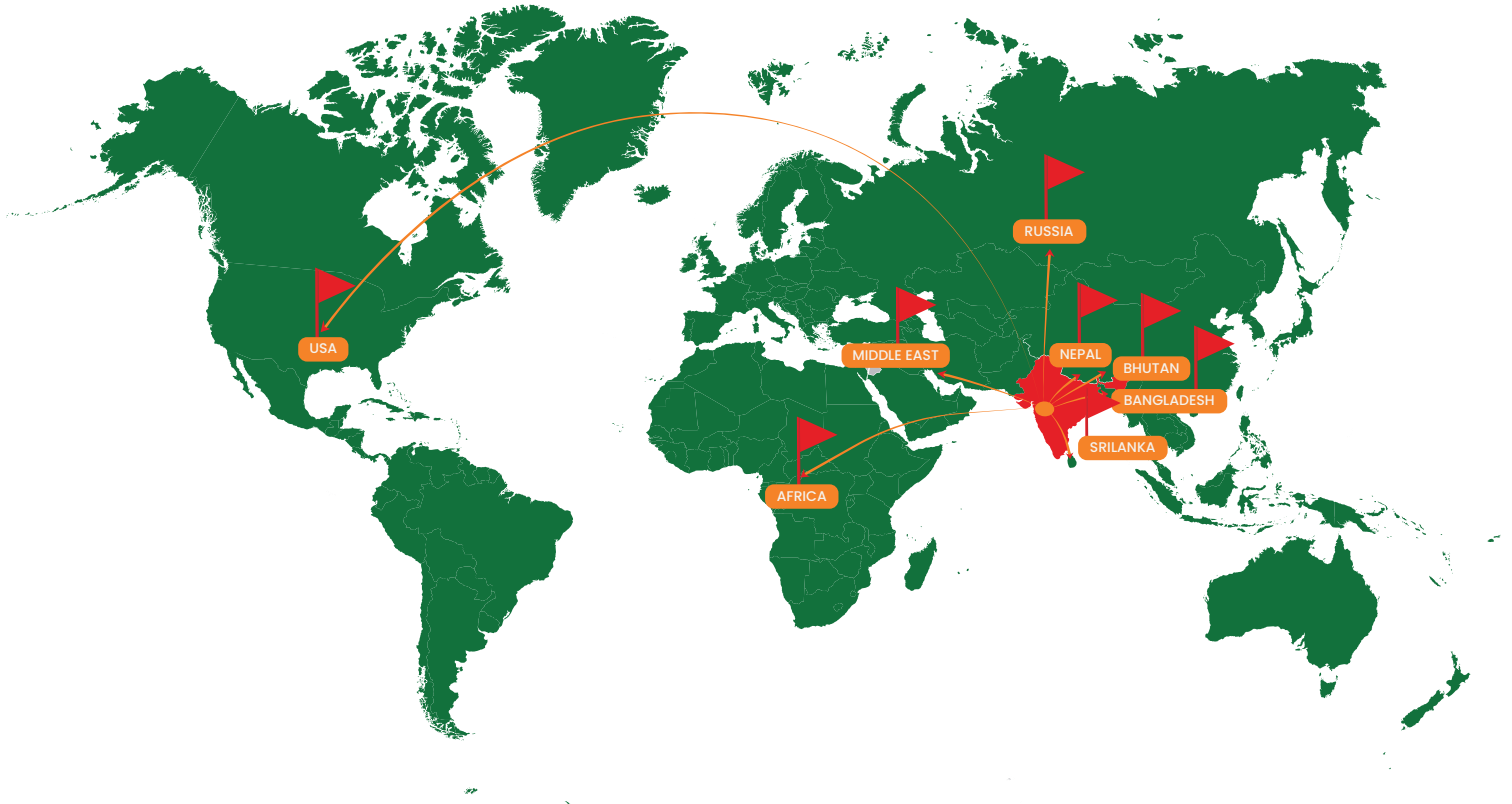 RUSSIA
USA
MIDDLE EAST
NEPAL
BHUTAN
BANGLADESH
SRILANKA
AFRICA